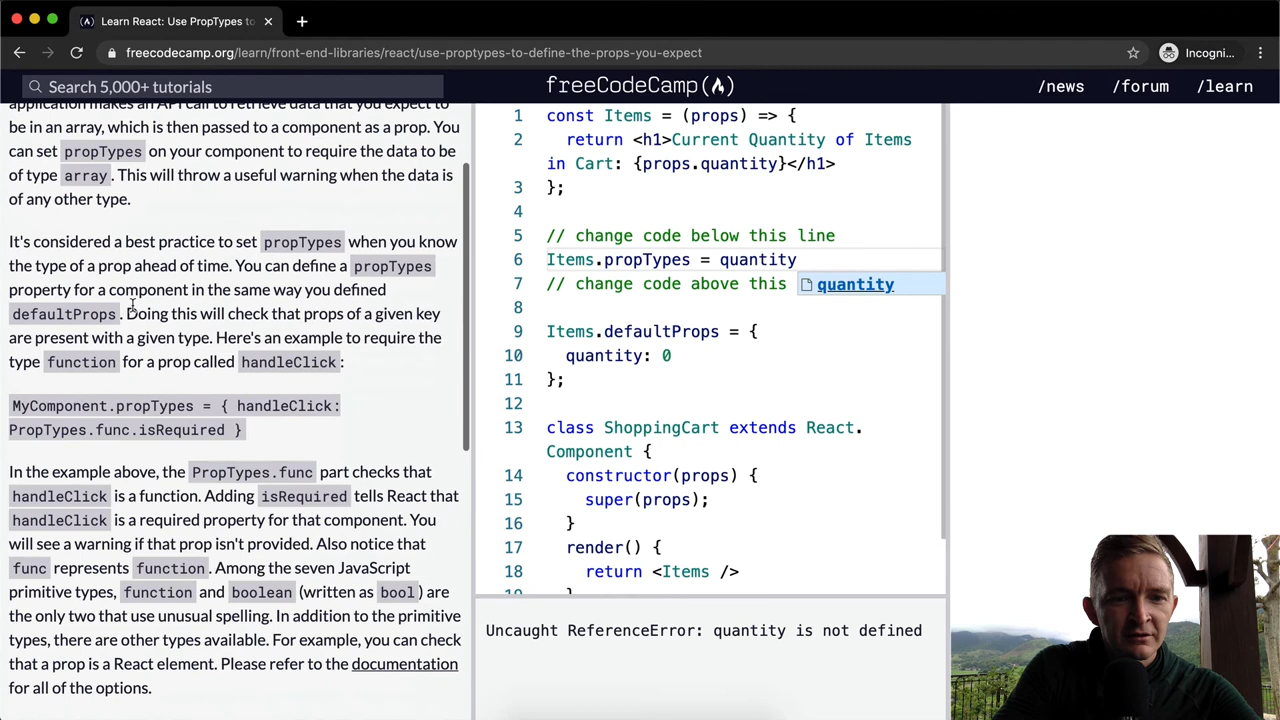 Learn React: Use PropTypes to
freecodecamp.org/learn/front-end-libraries/react/use-proptypes-to-define-the-props-you-expect
Incogni...
Search 5,000+ tutorials
freeCodeCamp
/news
/forum
/learn
application makes an API call to retrieve data that you expect to
be in an array, which is then passed to a component as a prop. You
can set propTypes on your component to require the data to be
of type array. This will throw a useful warning when the data is
of any other type.
It's considered a best practice to set propTypes when you know
the type of a prop ahead of time. You can define a propTypes
property for a component in the same way you defined
defaultProps. Doing this will check that props of a given key
are present with a given type. Here's an example to require the
type function for a prop called handleClick:
MyComponent.propTypes = { handleClick:
PropTypes.func.isRequired }
In the example above, the PropTypes.func part checks that
handleClick is a function. Adding isRequired tells React that
handleClick is a required property for that component. You
will see a warning if that prop isn't provided. Also notice that
func represents function. Among the seven JavaScript
primitive types, function and boolean (written as bool) are
the only two that use unusual spelling. In addition to the primitive
types, there are other types available. For example, you can check
that a prop is a React element. Please refer to the documentation
for all of the options.
1 const Items = (props) => {
2 return <h1>Current Quantity of Items
in Cart: {props.quantity}</h1>
3 };
4
5 // change code below this line
6 Items.propTypes = quantity
7 // change code above this
quantity
8
9 Items.defaultProps = {
10 quantity: 0
11 };
12
13 class ShoppingCart extends React.
Component {
14 constructor(props) {
15 super(props);
16 }
17 render() {
18 return <Items />
19 }
Uncaught ReferenceError: quantity is not defined